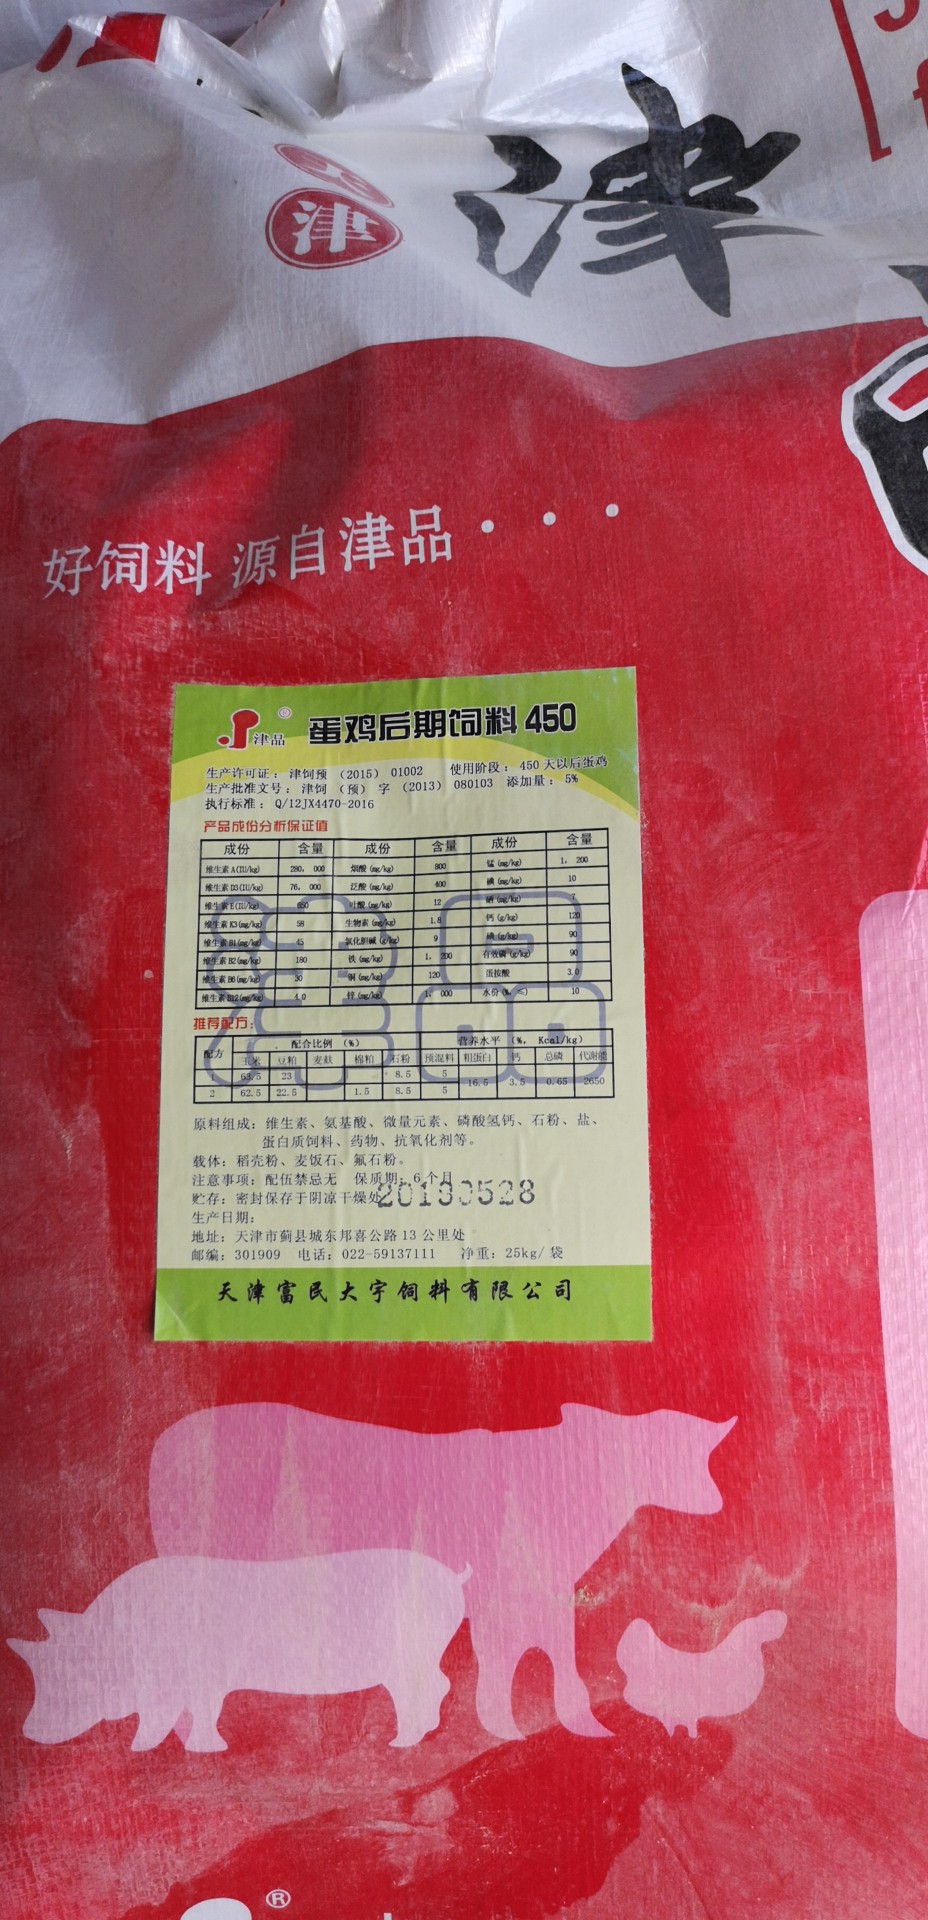 津
津
好饲料 源自津品···
津品 ® 蛋鸡后期饲料 450
生产许可证：津饲预 （2015） 01002 使用阶段：450 天以后蛋鸡
生产批准文号：津饲 （预） 字 （2013） 080103 添加量：5%
执行标准：Q/12JX4470-2016
产品成份分析保证值
成份 含量 成份 含量 成份 含量
维生素A(IU/kg) 280，000 烟酸(mg/kg) 800 锰(mg/kg) 1，200
维生素D3(IU/kg) 76，000 泛酸(mg/kg) 400 碘(mg/kg) 10
维生素E(IU/kg) 650 叶酸(mg/kg) 12 硒(mg/kg) 7
维生素K3(mg/kg) 58 生物素(mg/kg) 1.8 钙(g/kg) 120
维生素B1(mg/kg) 45 氯化胆碱(g/kg) 9 磷(g/kg) 90
维生素B2(mg/kg) 180 铁(mg/kg) 1，200 有效磷(g/kg) 90
维生素B6(mg/kg) 30 铜(mg/kg) 120 蛋氨酸 3.0
维生素B12(mg/kg) 4.0 锌(mg/kg) 1，000 水份(%，≤) 10
推荐配方：
配方 配合比例 （%） 营养水平 （%， Kcal/kg）
玉米 豆粕 麦麸 棉粕 石粉 预混料 粗蛋白 钙 总磷 代谢能
63.5 23 8.5 5 16.5 3.5 0.65 2650
2 62.5 22.5 1.5 8.5 5
原料组成：维生素、氨基酸、微量元素、磷酸氢钙、石粉、盐、
蛋白质饲料、药物、抗氧化剂等。
载体：稻壳粉、麦饭石、氟石粉。
注意事项：配伍禁忌无 保质期：6个月
贮存：密封保存于阴凉干燥处
20190528
生产日期：
地址：天津市蓟县城东邦喜公路13公里处
邮编：301909 电话：022-59137111 净重：25kg/袋
天津富民大宇饲料有限公司
®